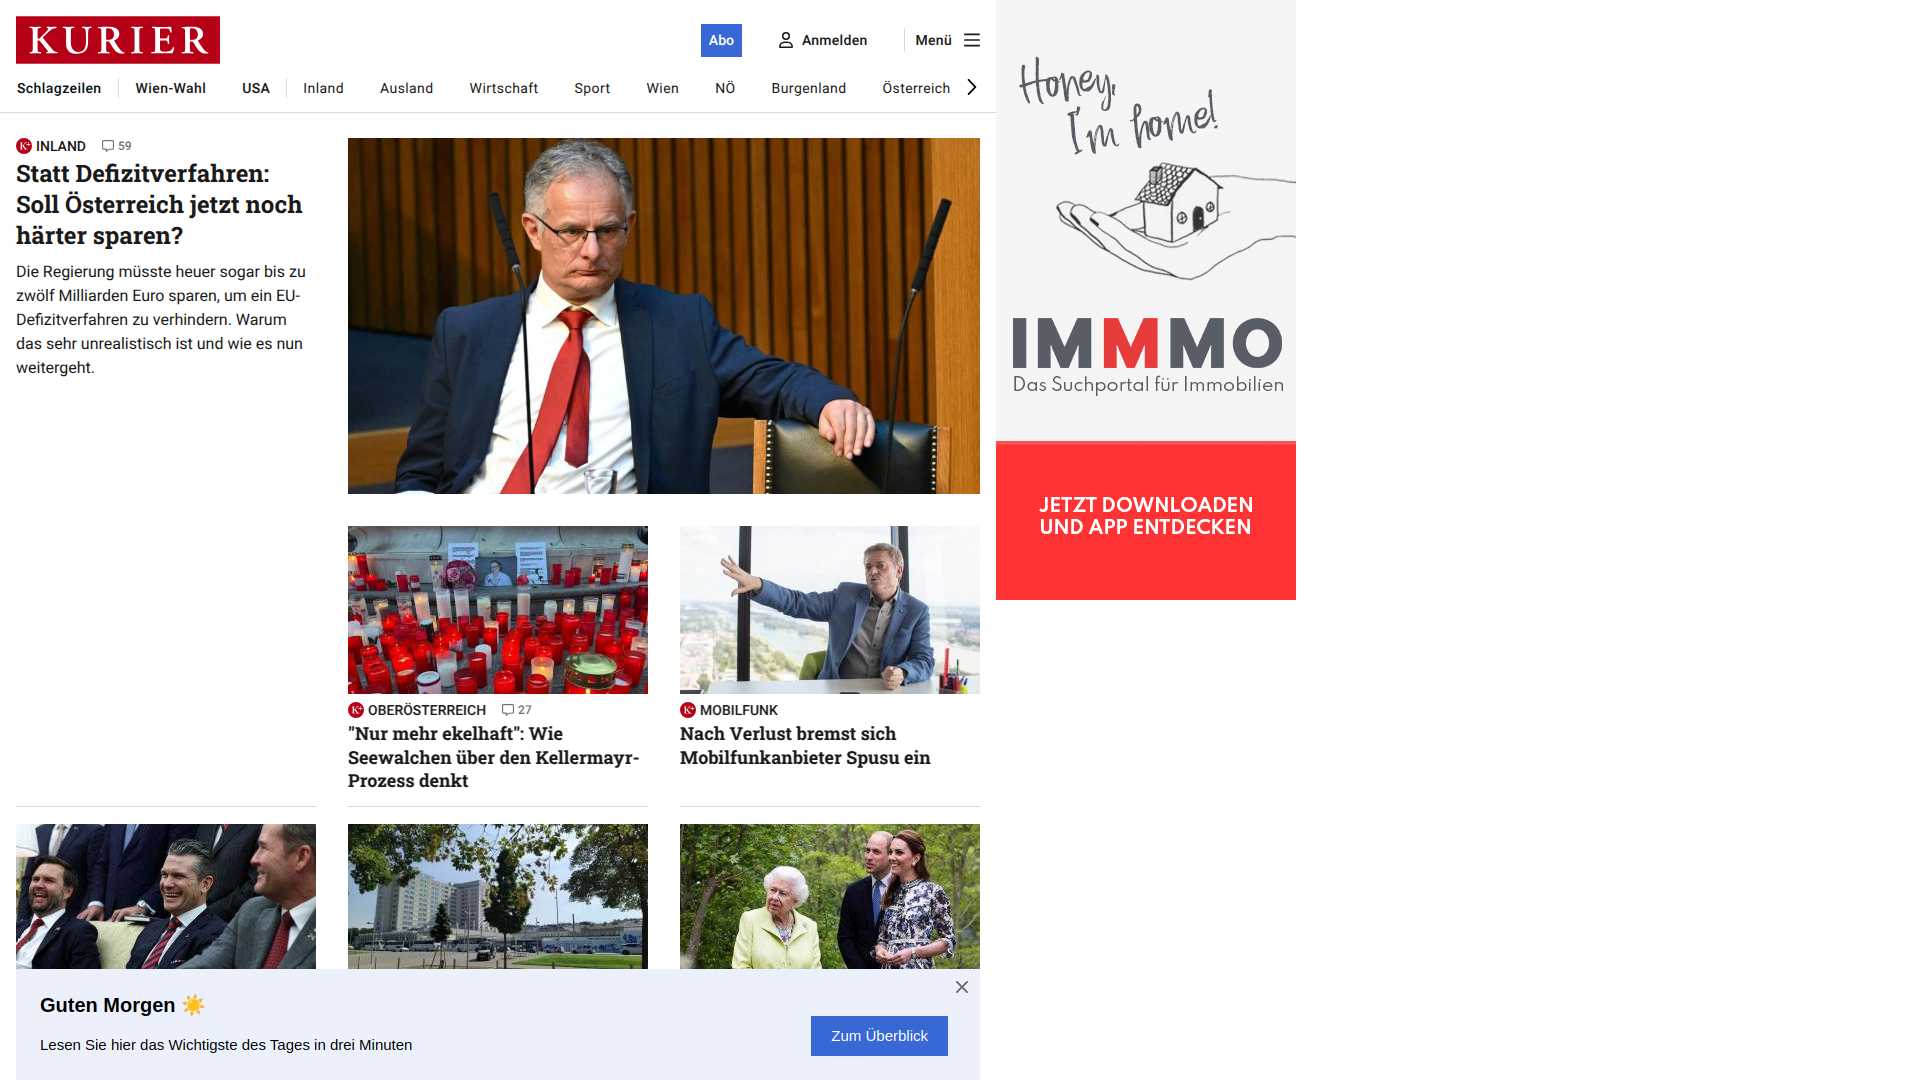 KURIER
Abo
Anmelden
Menü
Schlagzeilen
Wien-Wahl
USA
Inland
Ausland
Wirtschaft
Sport
Wien
NÖ
Burgenland
Österreich
INLAND
59
Statt Defizitverfahren:
Soll Österreich jetzt noch
härter sparen?
Die Regierung müsste heuer sogar bis zu
zwölf Milliarden Euro sparen, um ein EU-
Defizitverfahren zu verhindern. Warum
das sehr unrealistisch ist und wie es nun
weitergeht.
OBERÖSTERREICH
27
"Nur mehr ekelhaft": Wie
Seewalchen über den Kellermayr-
Prozess denkt
MOBILFUNK
Nach Verlust bremst sich
Mobilfunkanbieter Spusu ein
Honey,
I'm home!
IMMMO
Das Suchportal für Immobilien
JETZT DOWNLOADEN
UND APP ENTDECKEN
Guten Morgen ☀️
Lesen Sie hier das Wichtigste des Tages in drei Minuten
Zum Überblick